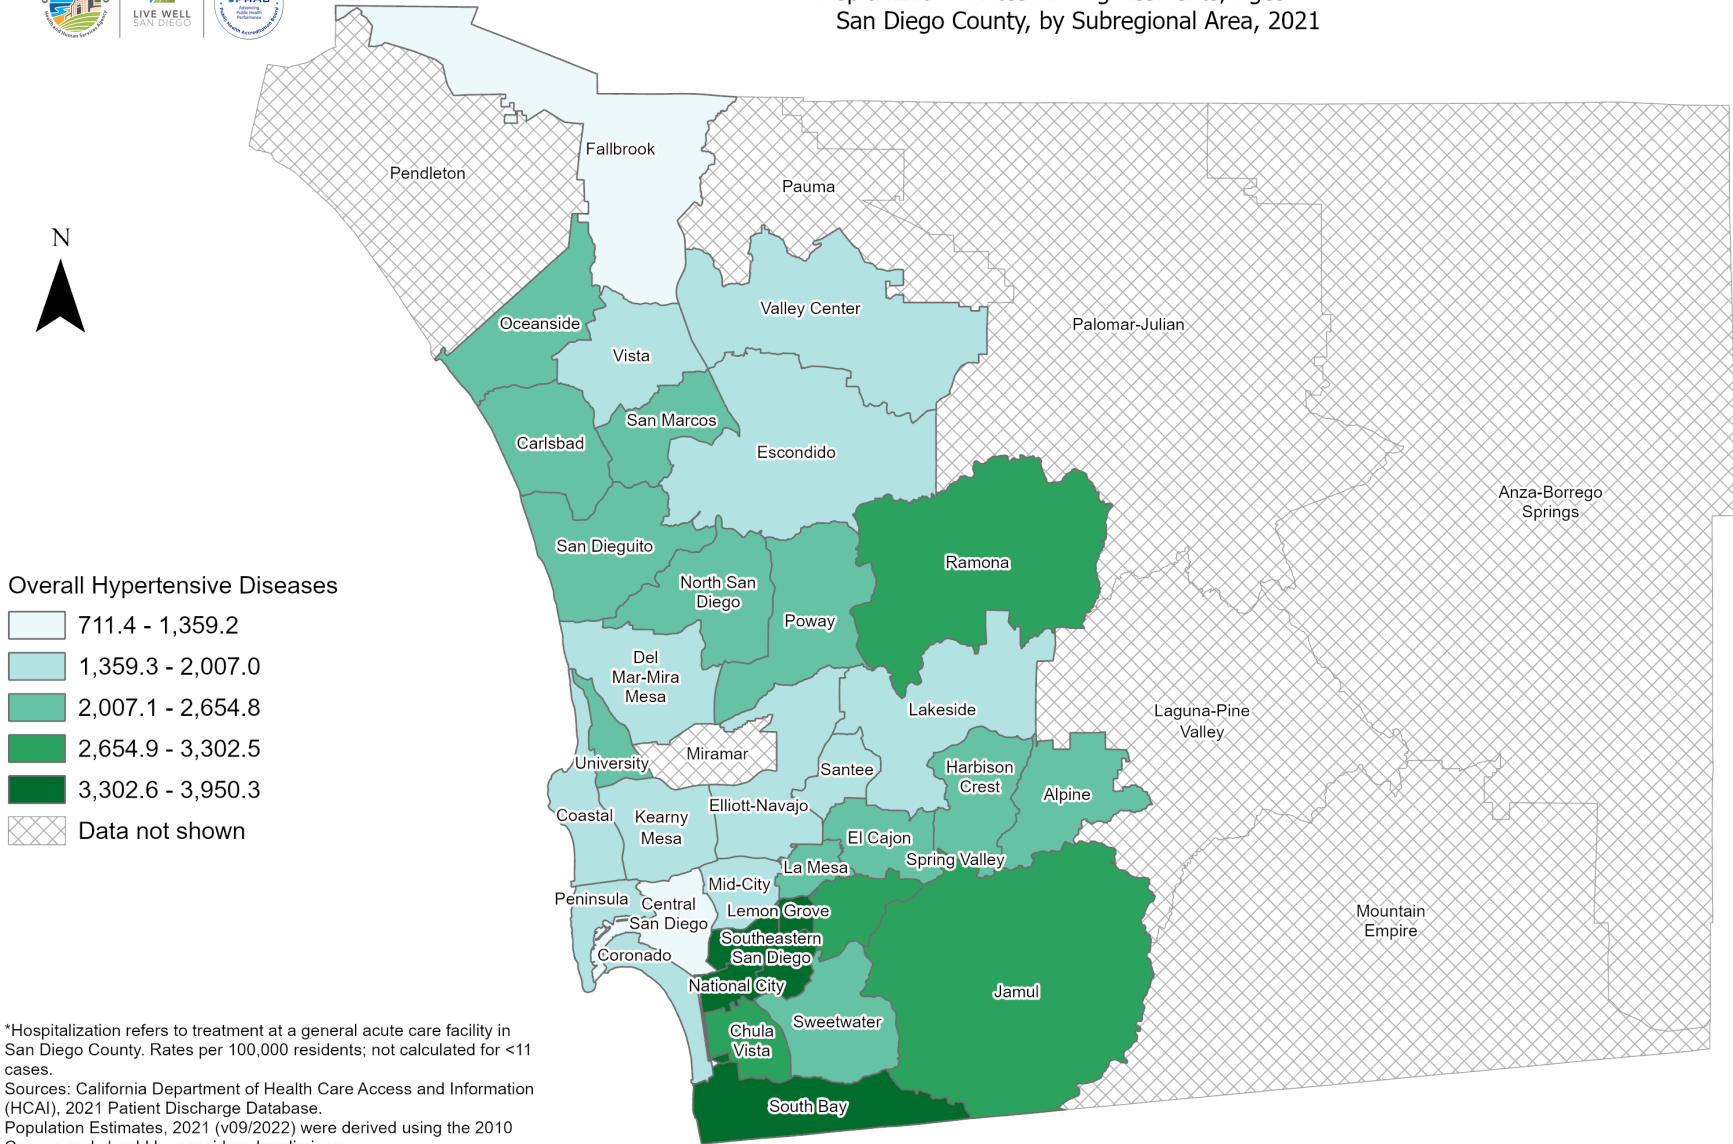 LIVE WELL
SAN DIEGO
Advancing
Public Health
Performance
San Diego County, by Subregional Area, 2021
N
Fallbrook
Pendleton
Pauma
Valley Center
Palomar-Julian
Oceanside
Vista
San Marcos
Carlsbad
Escondido
Anza-Borrego
Springs
San Dieguito
Ramona
North San
Diego
Poway
Del
Mar-Mira
Mesa
Lakeside
Laguna-Pine
Valley
Miramar
University
Santee
Harbison
Crest
Alpine
Elliott-Navajo
Coastal
Kearny
Mesa
El Cajon
Spring Valley
La Mesa
Mid-City
Peninsula
Central
San Diego
Lemon Grove
Mountain
Empire
Southeastern
San Diego
Coronado
National City
Jamul
Sweetwater
Chula
Vista
South Bay
Overall Hypertensive Diseases
711.4 - 1,359.2
1,359.3 - 2,007.0
2,007.1 - 2,654.8
2,654.9 - 3,302.5
3,302.6 - 3,950.3
Data not shown
*Hospitalization refers to treatment at a general acute care facility in
San Diego County. Rates per 100,000 residents; not calculated for <11
cases.
Sources: California Department of Health Care Access and Information
(HCAI), 2021 Patient Discharge Database.
Population Estimates, 2021 (v09/2022) were derived using the 2010